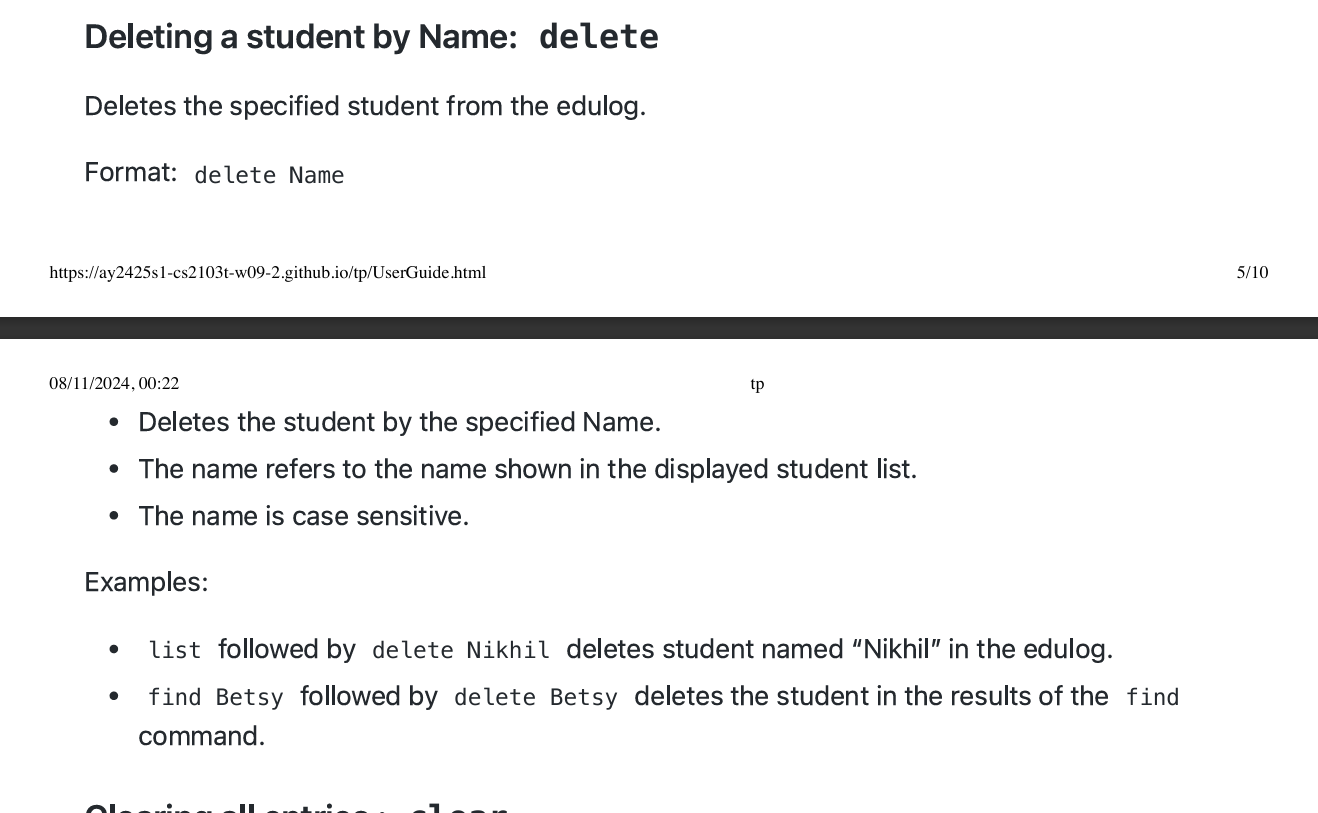 Deleting a student by Name: delete
Deletes the specified student from the edulog.
Format: delete Name
https://ay2425s1-cs2103t-w09-2.github.io/tp/UserGuide.html 5/10
08/11/2024, 00:22 tp
• Deletes the student by the specified Name.
• The name refers to the name shown in the displayed student list.
• The name is case sensitive.
Examples:
• list followed by delete Nikhil deletes student named “Nikhil” in the edulog.
• find Betsy followed by delete Betsy deletes the student in the results of the find
command.
Clearing all entries : clear